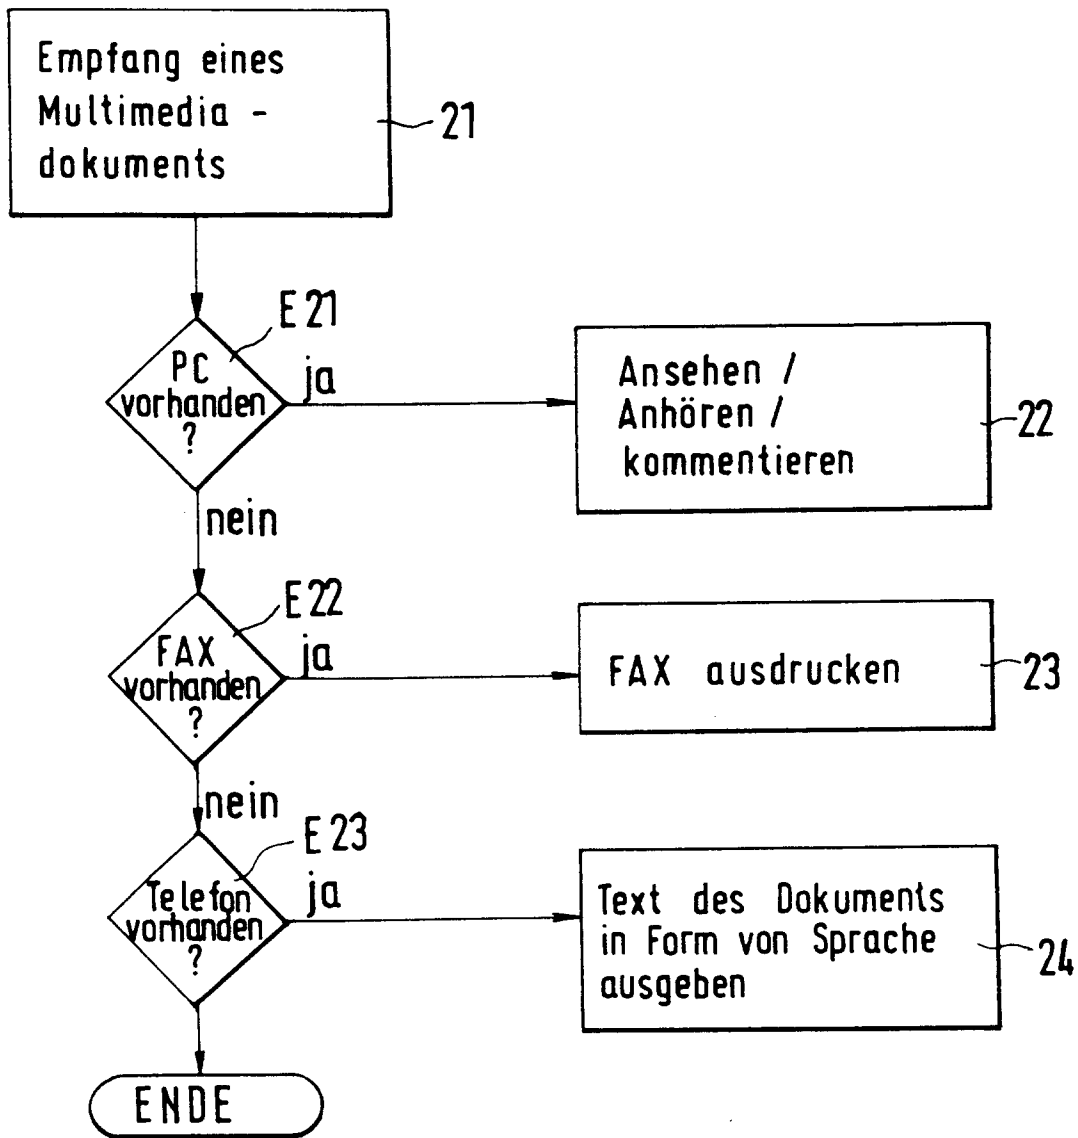 Empfang eines
Multimedia -
dokuments
21
E21
PC
vorhanden
?
ja
Ansehen /
Anhören /
kommentieren
22
nein
E22
FAX
vorhanden
?
ja
FAX ausdrucken
23
nein
E23
Telefon
vorhanden
?
ja
Text des Dokuments
in Form von Sprache
ausgeben
24
ENDE